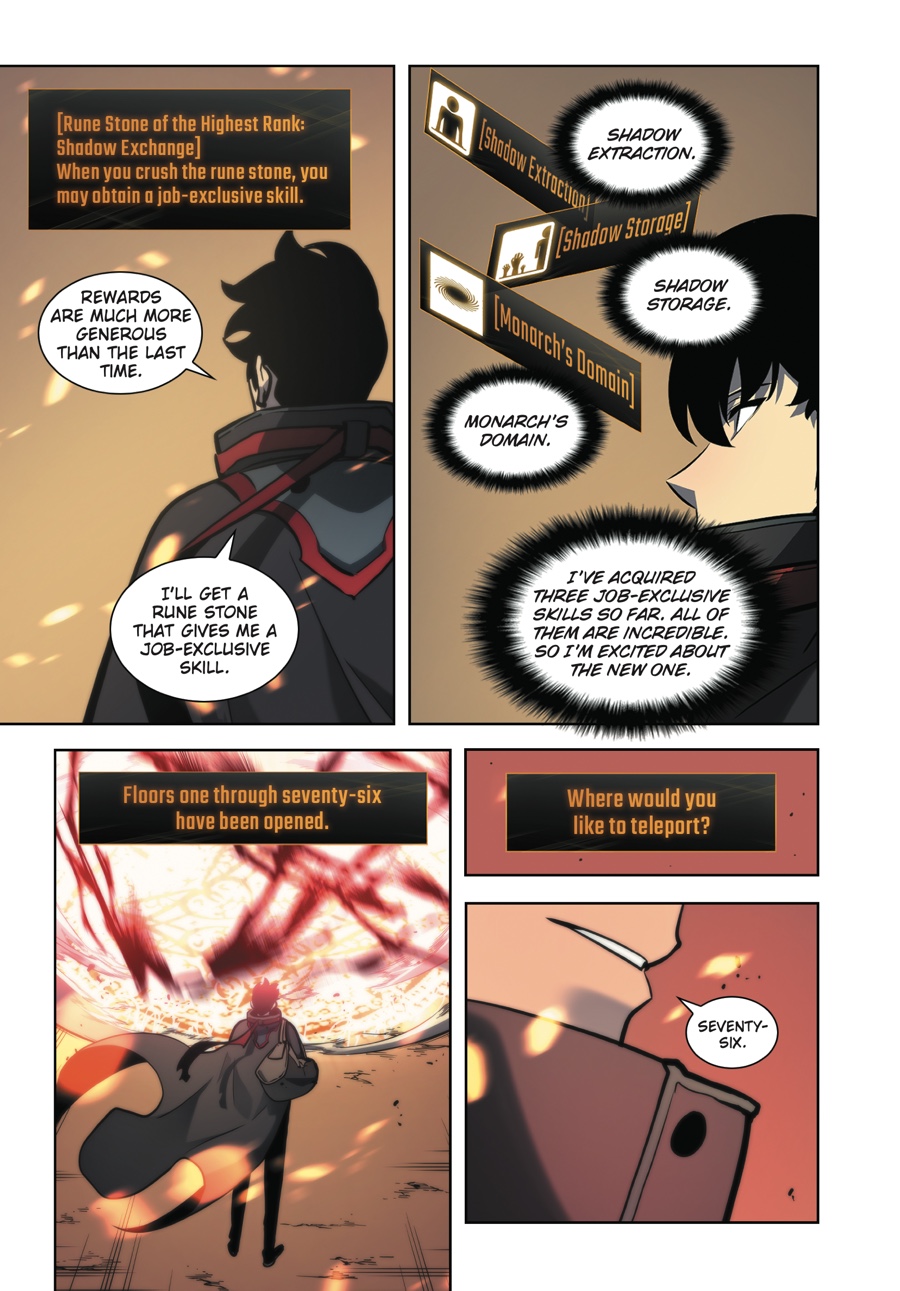 [Rune Stone of the Highest Rank:
Shadow Exchange]
When you crush the rune stone, you
may obtain a job-exclusive skill.
REWARDS
ARE MUCH MORE
GENEROUS
THAN THE LAST
TIME.
I'LL GET A
RUNE STONE
THAT GIVES ME A
JOB-EXCLUSIVE
SKILL.
[Shadow Extraction]
SHADOW
EXTRACTION.
[Shadow Storage]
SHADOW
STORAGE.
[Monarch's Domain]
MONARCH'S
DOMAIN.
I'VE ACQUIRED
THREE JOB-EXCLUSIVE
SKILLS SO FAR. ALL OF
THEM ARE INCREDIBLE.
SO I'M EXCITED ABOUT
THE NEW ONE.
Floors one through seventy-six
have been opened.
Where would you
like to teleport?
SEVENTY-
SIX.